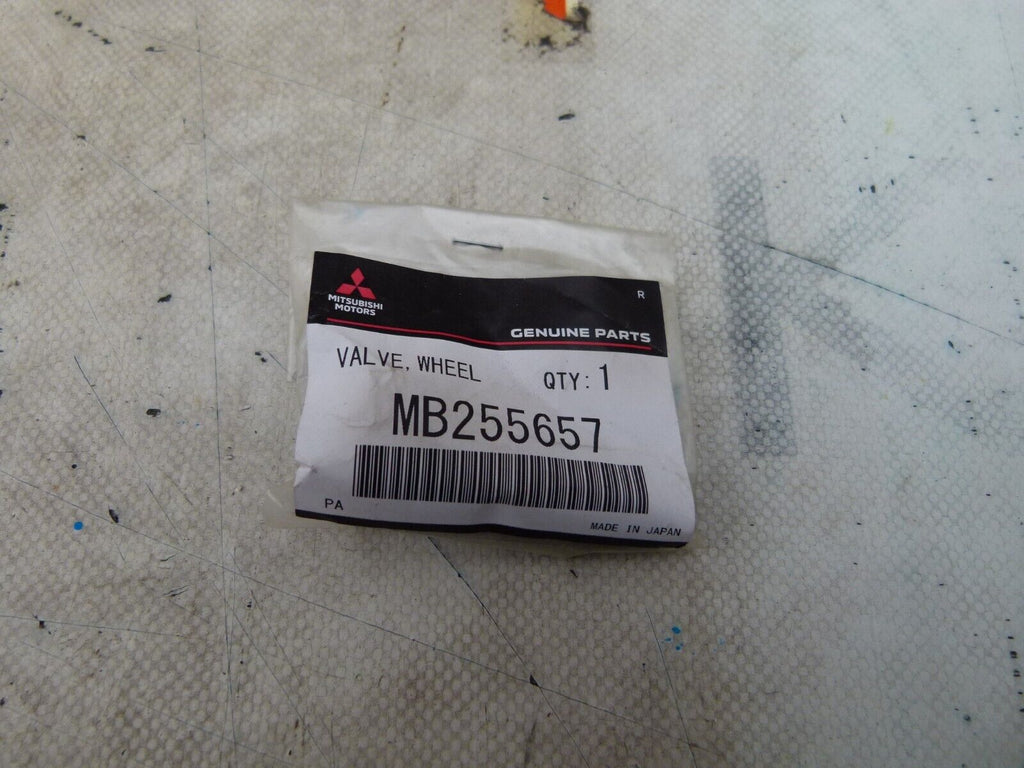 R
MITSUBISHI
MOTORS
GENUINE PARTS
VALVE, WHEEL QTY: 1
MB255657
PA
MADE IN JAPAN